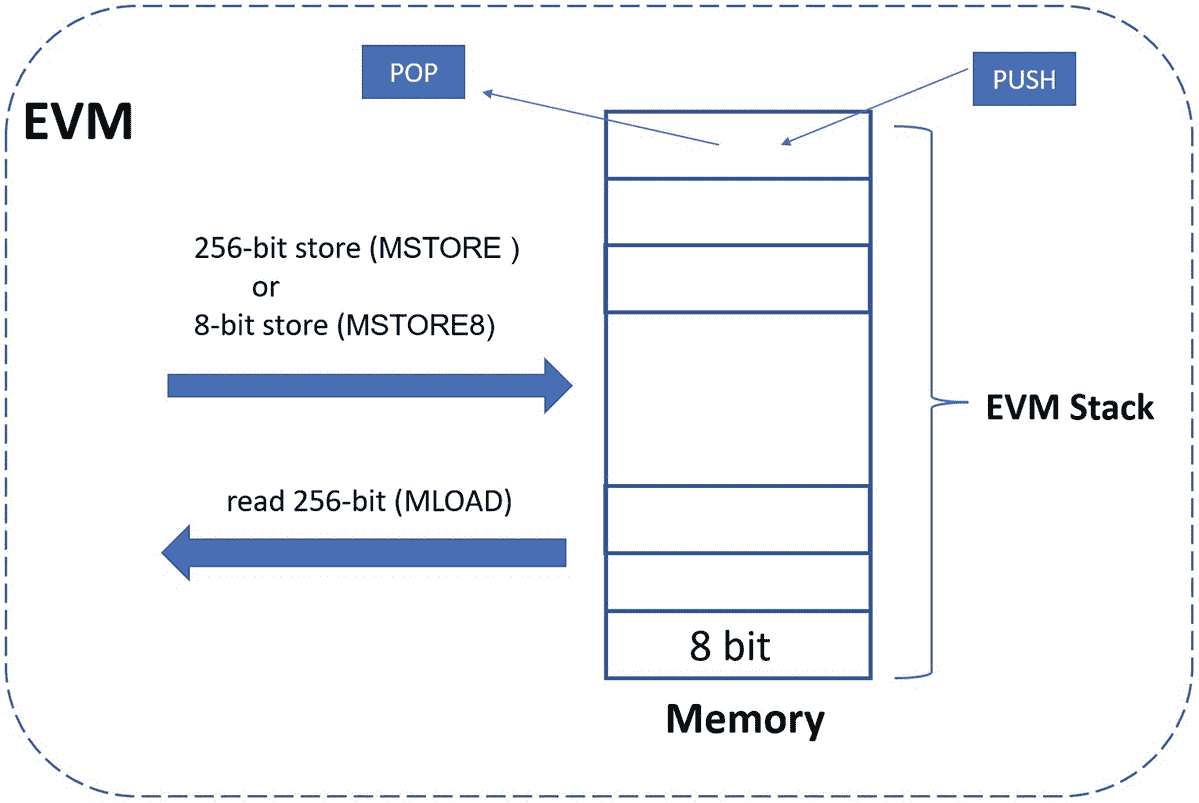 POP
PUSH
EVM
256-bit store (MSTORE )
or
8-bit store (MSTORE8)
EVM Stack
read 256-bit (MLOAD)
8 bit
Memory